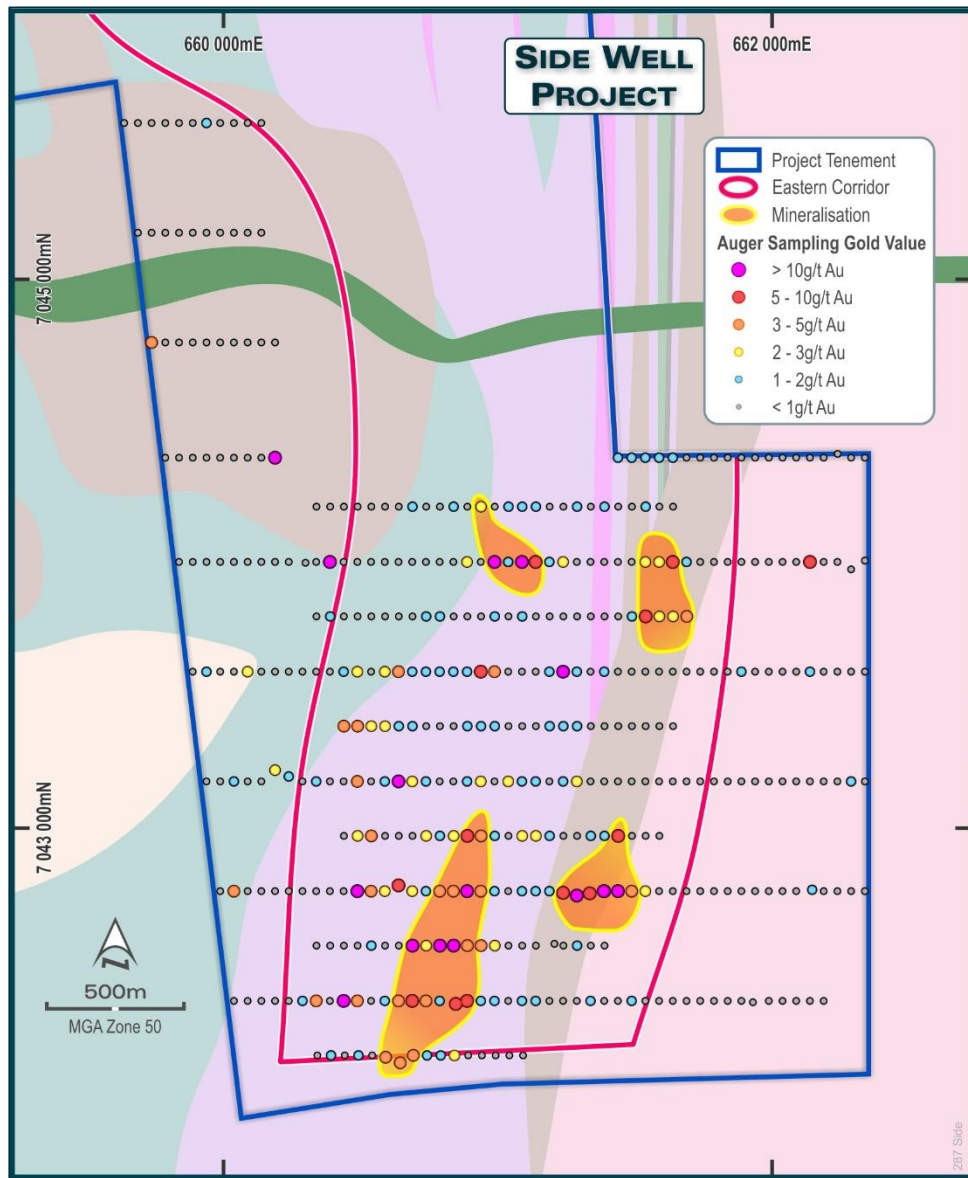 660 000mE
662 000mE
SIDE WELL
PROJECT
Project Tenement
Eastern Corridor
Mineralisation
Auger Sampling Gold Value
> 10g/t Au
5 - 10g/t Au
3 - 5g/t Au
2 - 3g/t Au
1 - 2g/t Au
< 1g/t Au
7 045 000mN
7 043 000mN
N
500m
MGA Zone 50
287 Side